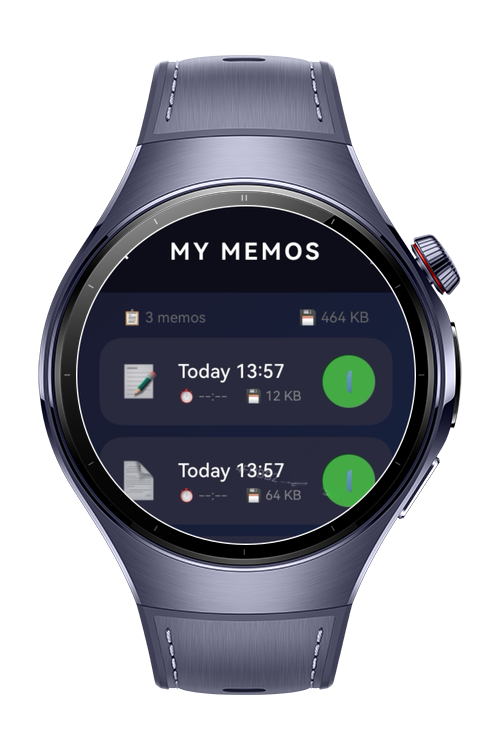 MY MEMOS
3 memos 464 KB
Today 13:57
--:-- 12 KB
Today 13:57
--:-- 64 KB